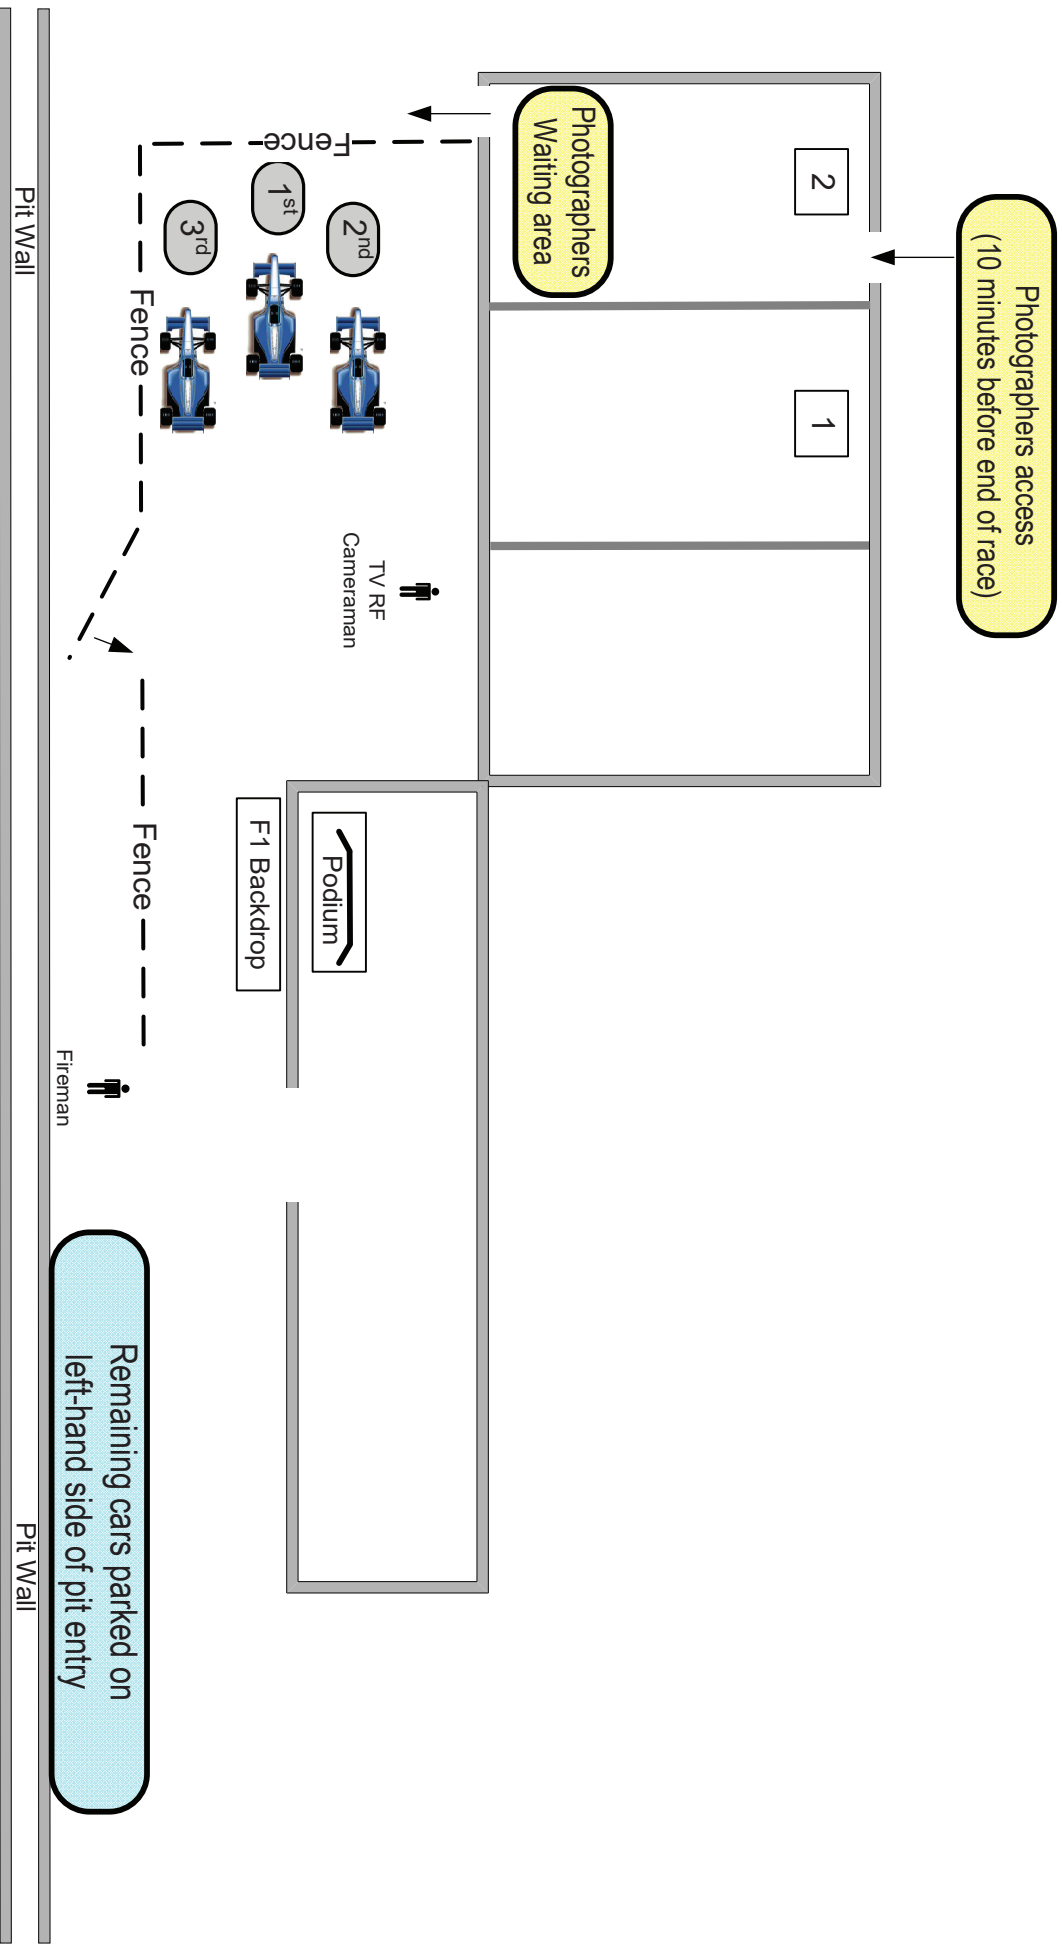 Photographers access
(10 minutes before end of race)
2
1
Photographers
Waiting area
Fence
2nd
1st
3rd
TV RF
Cameraman
Podium
F1 Backdrop
Fence
Fence
Fireman
Remaining cars parked on
left-hand side of pit entry
Pit Wall
Pit Wall